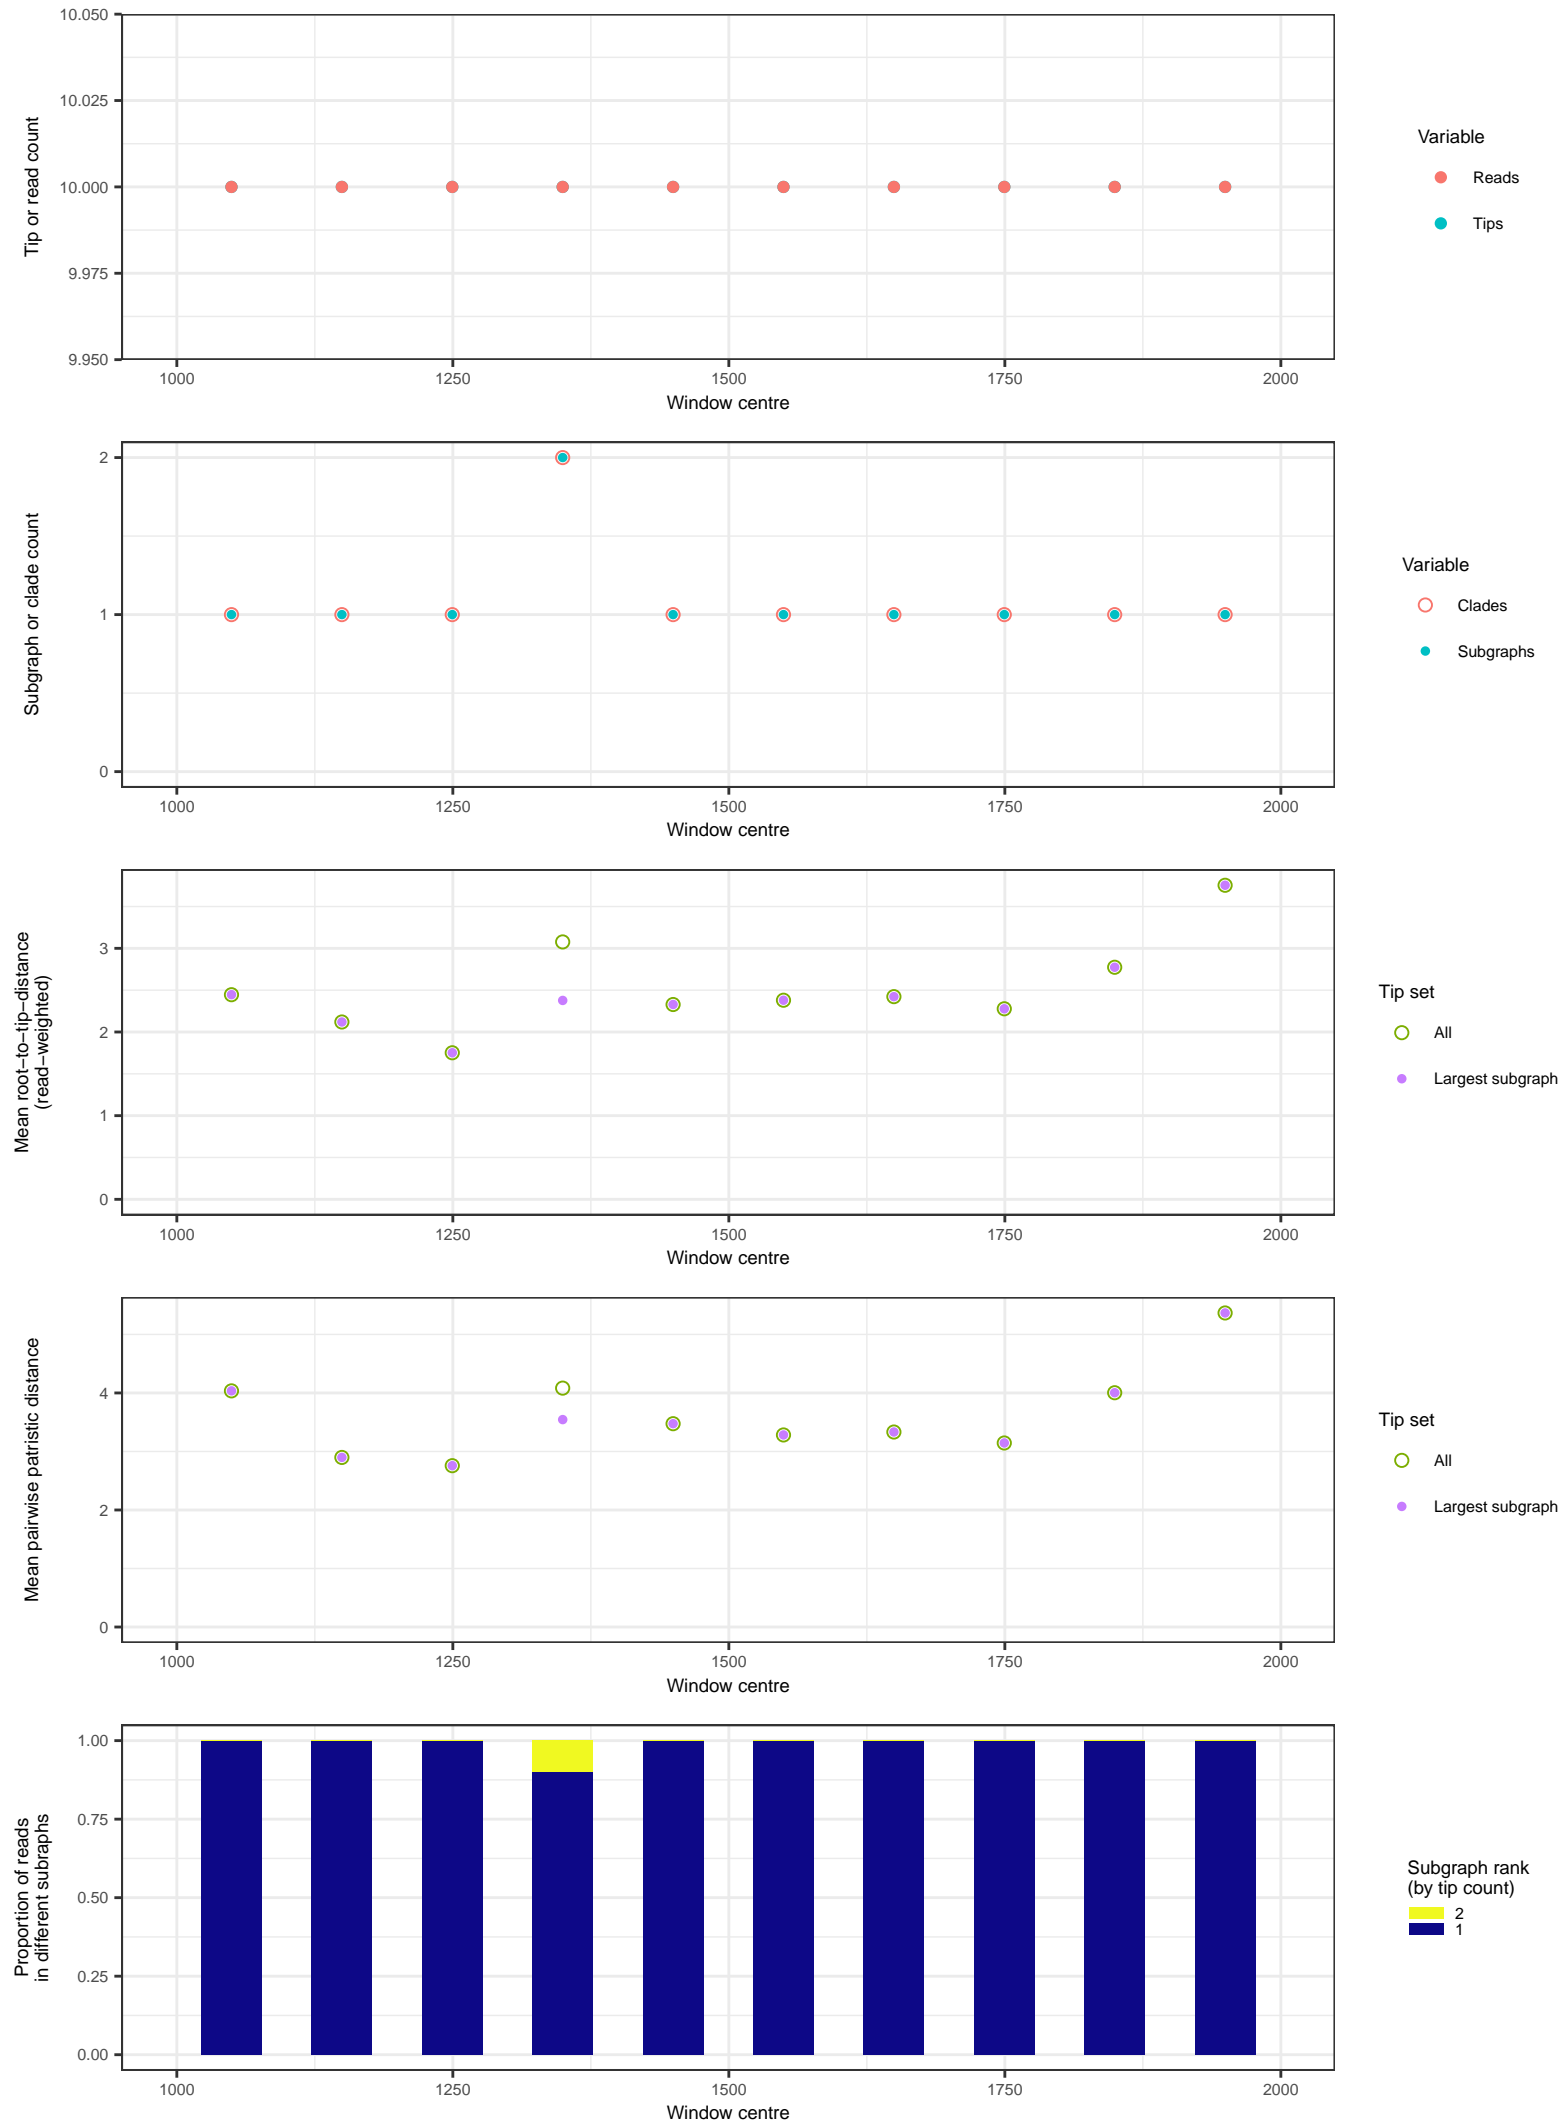 10.050
10.025
10.000
9.975
9.950
Tip or read count
1000 1250 1500 1750 2000
Window centre
Variable
Reads
Tips
2
1
0
Subgraph or clade count
1000 1250 1500 1750 2000
Window centre
Variable
Clades
Subgraphs
3
2
1
0
Mean root−to−tip−distance
(read−weighted)
1000 1250 1500 1750 2000
Window centre
Tip set
All
Largest subgraph
4
2
0
Mean pairwise patristic distance
1000 1250 1500 1750 2000
Window centre
Tip set
All
Largest subgraph
1.00
0.75
0.50
0.25
0.00
Proportion of reads
in different subraphs
1000 1250 1500 1750 2000
Window centre
Subgraph rank
(by tip count)
2
1